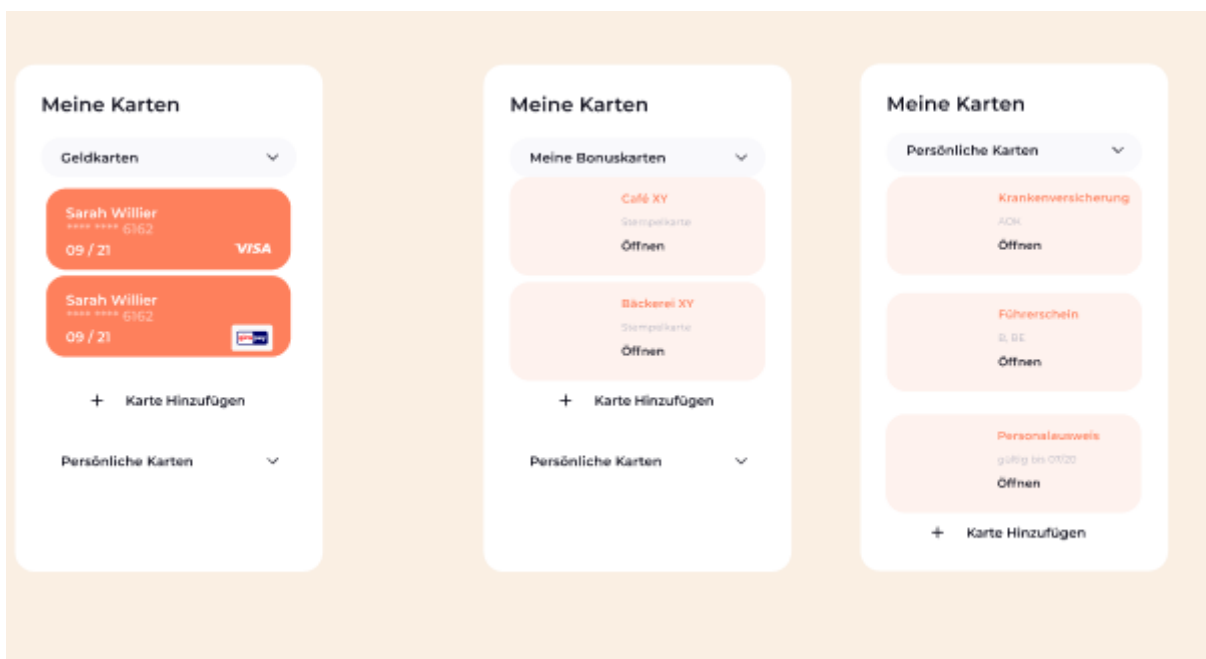 Meine Karten
Geldkarten
Sarah Willier
**** **** 6162
09 / 21
VISA
Sarah Willier
**** **** 6162
09 / 21
+ Karte Hinzufügen
Persönliche Karten
Meine Karten
Meine Bonuskarten
Café XY
Stempelkarte
Öffnen
Bäckerei XY
Stempelkarte
Öffnen
+ Karte Hinzufügen
Persönliche Karten
Meine Karten
Persönliche Karten
Krankenversicherung
AOK
Öffnen
Führerschein
B, BE
Öffnen
Personalausweis
gültig bis
Öffnen
+ Karte Hinzufügen